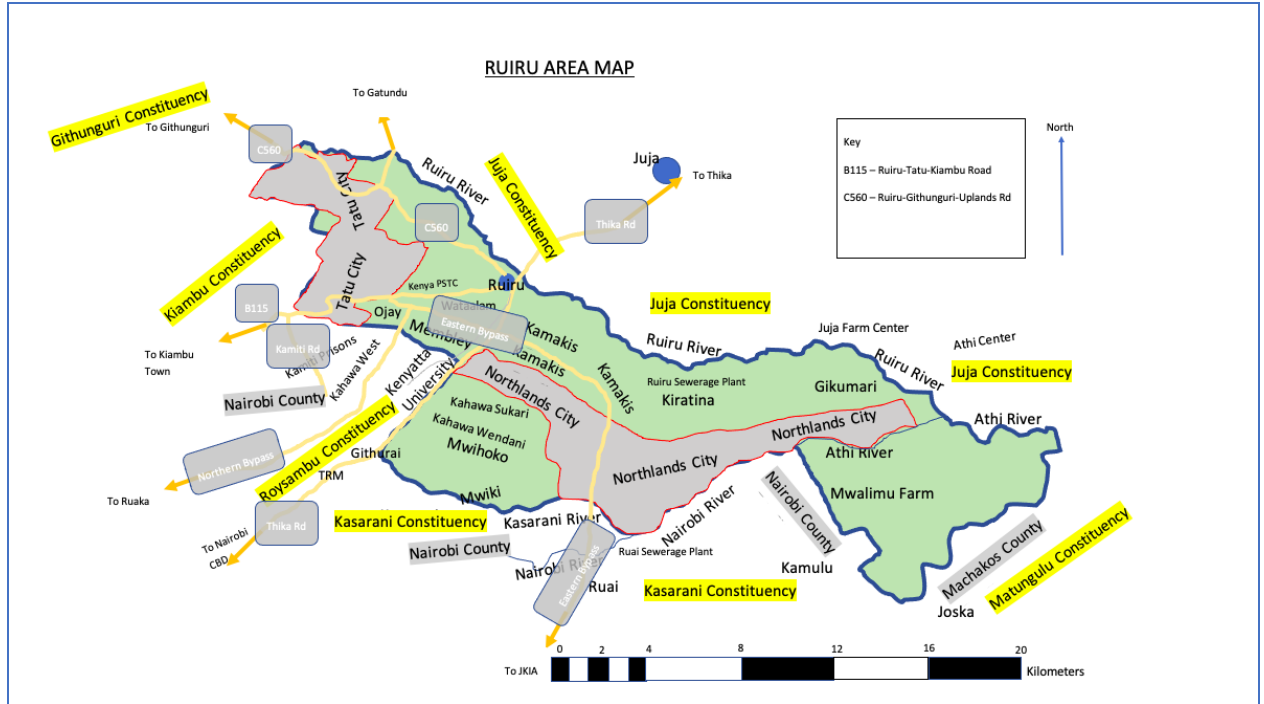 RUIRU AREA MAP
To Gatundu
Githunguri Constituency
To Githunguri
C560
Key
B115 – Ruiru-Tatu-Kiambu Road
C560 – Ruiru-Githunguri-Uplands Rd
North
Juja
To Thika
Ruiru River
Juja Constituency
Thika Rd
Tatu City
C560
Kiambu Constituency
Tatu City
Kenya PSTC
Ruiru
Juja Constituency
B115
Ojay
Wataalam
Eastern Bypass
Membley
Kamakis
Kamakis
Kamakis
Ruiru River
Juja Farm Center
Ruiru River
Athi Center
Juja Constituency
To Kiambu
Town
Kamiti Rd
Kamiti Prisons
Kahawa West
Kenyatta
University
Nairobi County
Northlands City
Ruiru Sewerage Plant
Kiratina
Gikumari
Northlands City
Athi River
Kahawa Sukari
Kahawa Wendani
Mwihoko
Roysambu Constituency
Githurai
TRM
Northern Bypass
To Ruaka
Northlands City
Athi River
Mwalimu Farm
Mwiki
Kasarani Constituency
Kasarani River
Nairobi River
Nairobi County
Thika Rd
To Nairobi
CBD
Nairobi County
Nairobi River
Ruai Sewerage Plant
Eastern Bypass
Ruai
Kamulu
Kasarani Constituency
Machakos County
Matungulu Constituency
Joska
To JKIA
0 2 4 8 12 16 20
Kilometers